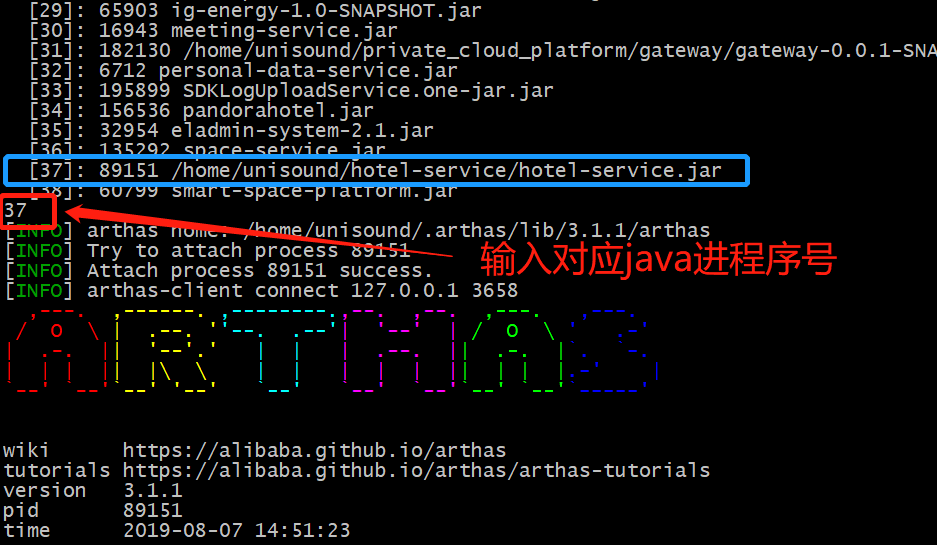 [29]: 65903 ig-energy-1.0-SNAPSHOT.jar
[30]: 16943 meeting-service.jar
[31]: 182130 /home/unisound/private_cloud_platform/gateway/gateway-0.0.1-SNA
[32]: 6712 personal-data-service.jar
[33]: 195899 SDKLogUploadService.one-jar.jar
[34]: 156536 pandorahotel.jar
[35]: 32954 eladmin-system-2.1.jar
[36]: 135292 space-service.jar
[37]: 89151 /home/unisound/hotel-service/hotel-service.jar
[38]: 60799 smart-space-platform.jar
37
[INFO] arthas home: /home/unisound/.arthas/lib/3.1.1/arthas
[INFO] Try to attach process 89151
[INFO] Attach process 89151 success.
[INFO] arthas-client connect 127.0.0.1 3658
输入对应java进程序号
ARTHAS
wiki https://alibaba.github.io/arthas
tutorials https://alibaba.github.io/arthas/arthas-tutorials
version 3.1.1
pid 89151
time 2019-08-07 14:51:23